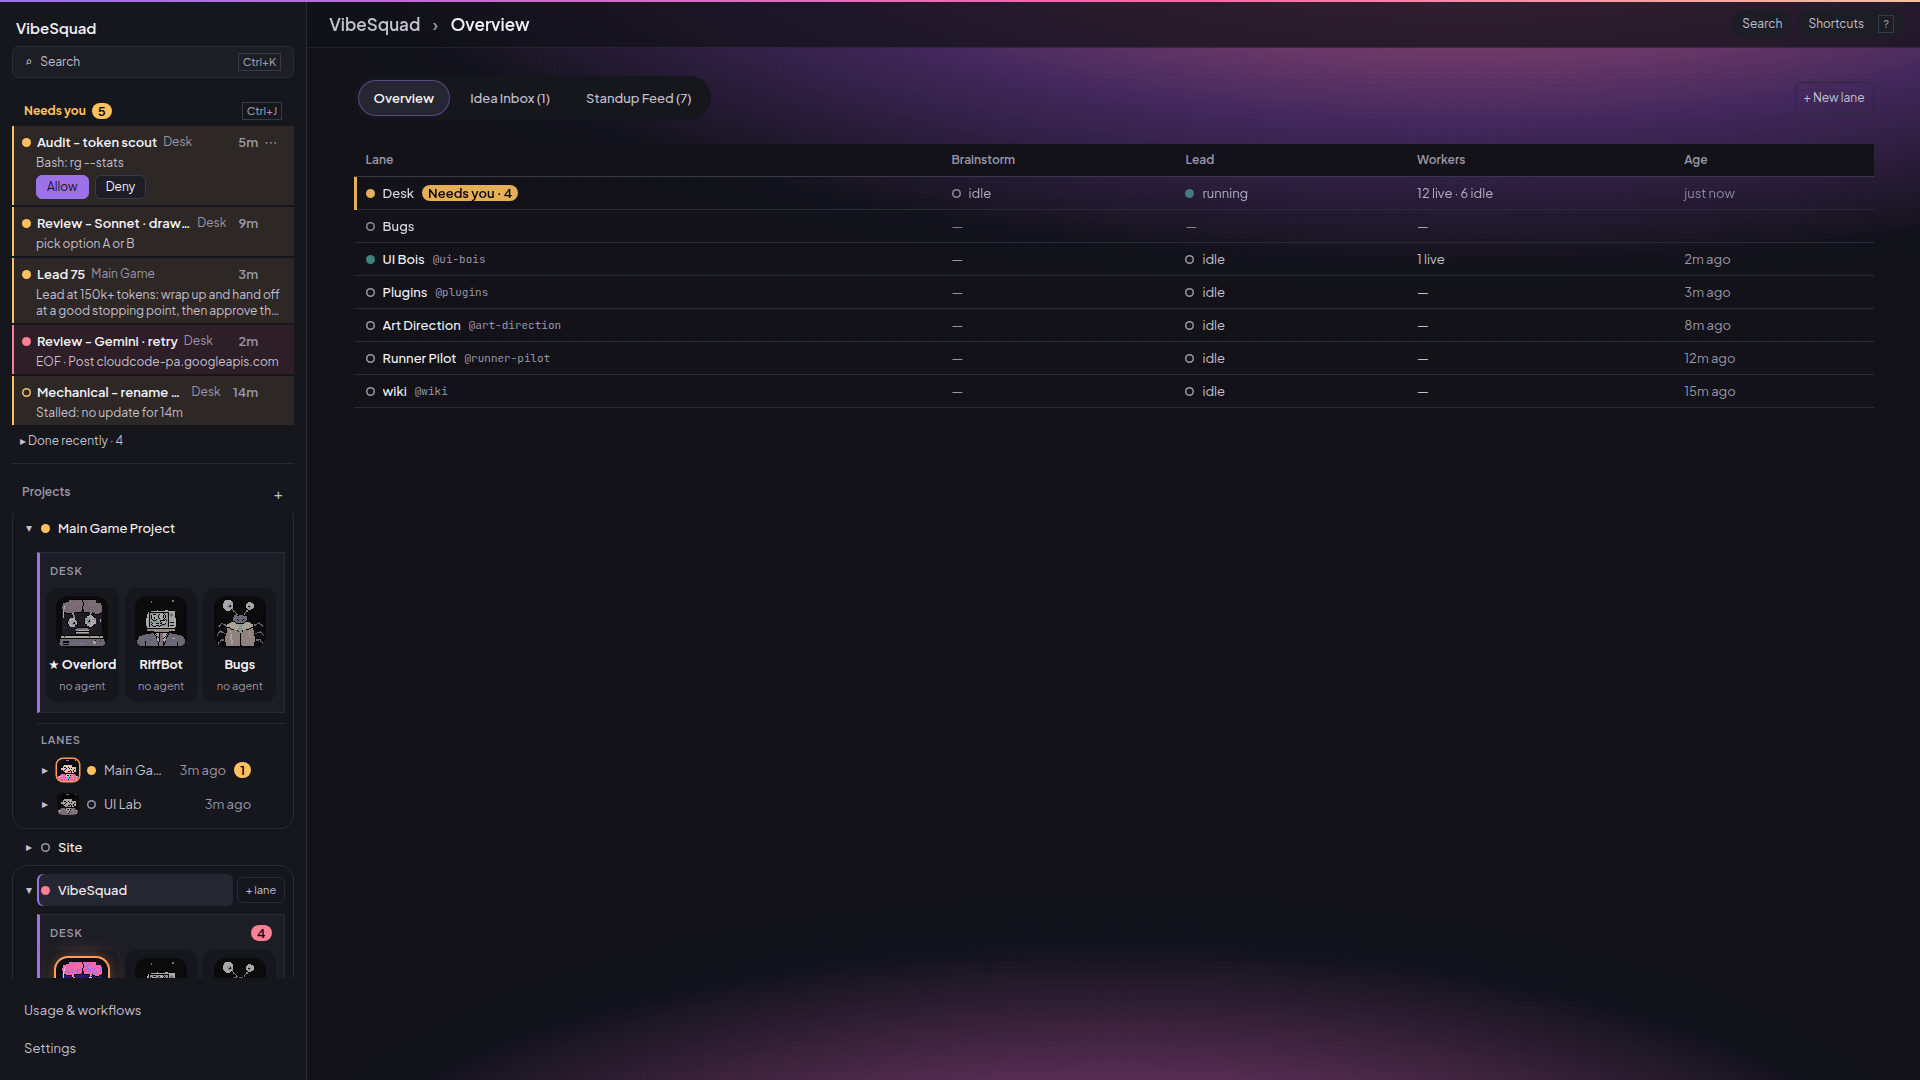 VibeSquad
Search Ctrl+K
Needs you 5 Ctrl+J
Audit – token scout Desk 5m ···
Bash: rg --stats
Allow Deny
Review – Sonnet · draw… Desk 9m
pick option A or B
Lead 75 Main Game 3m
Lead at 150k+ tokens: wrap up and hand off
at a good stopping point, then approve th…
Review – Gemini · retry Desk 2m
EOF · Post cloudcode-pa.googleapis.com
Mechanical – rename … Desk 14m
Stalled: no update for 14m
▸ Done recently · 4
Projects +
▾ Main Game Project
DESK
★ Overlord RiffBot Bugs
no agent no agent no agent
LANES
▸ Main Ga… 3m ago 1
▸ UI Lab 3m ago
▸ Site
▾ VibeSquad + lane
DESK 4
Usage & workflows
Settings
VibeSquad › Overview Search Shortcuts ?
Overview Idea Inbox (1) Standup Feed (7) + New lane
Lane Brainstorm Lead Workers Age
Desk Needs you · 4 idle running 12 live · 6 idle just now
Bugs — — —
UI Bois @ui-bois — idle 1 live 2m ago
Plugins @plugins — idle — 3m ago
Art Direction @art-direction — idle — 8m ago
Runner Pilot @runner-pilot — idle — 12m ago
wiki @wiki — idle — 15m ago